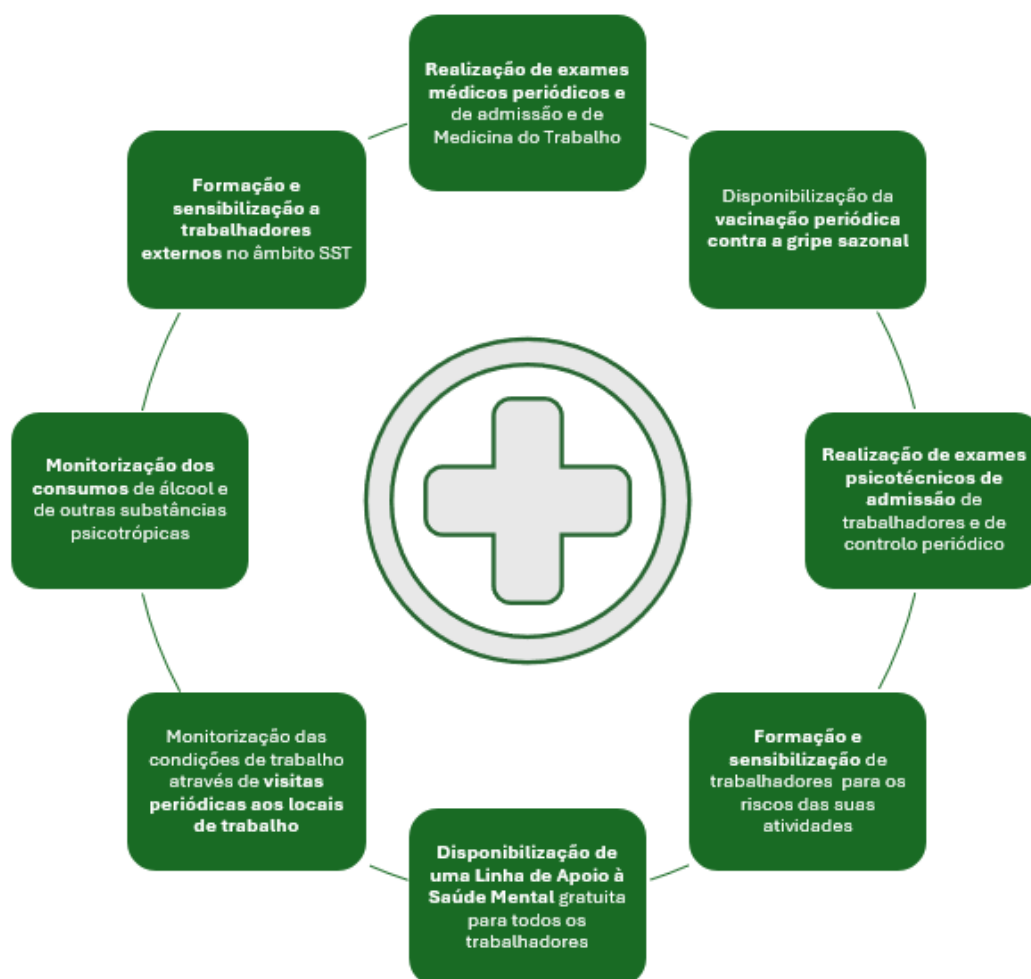 Realização de exames
médicos periódicos e
de admissão e de
Medicina do Trabalho
Disponibilização da
vacinação periódica
contra a gripe sazonal
Realização de exames
psicotécnicos de
admissão de
trabalhadores e de
controlo periódico
Formação e
sensibilização de
trabalhadores para os
riscos das suas
atividades
Disponibilização de
uma Linha de Apoio à
Saúde Mental gratuita
para todos os
trabalhadores
Monitorização das
condições de trabalho
através de visitas
periódicas aos locais
de trabalho
Monitorização dos
consumos de álcool e
de outras substâncias
psicotrópicas
Formação e
sensibilização a
trabalhadores
externos no âmbito SST